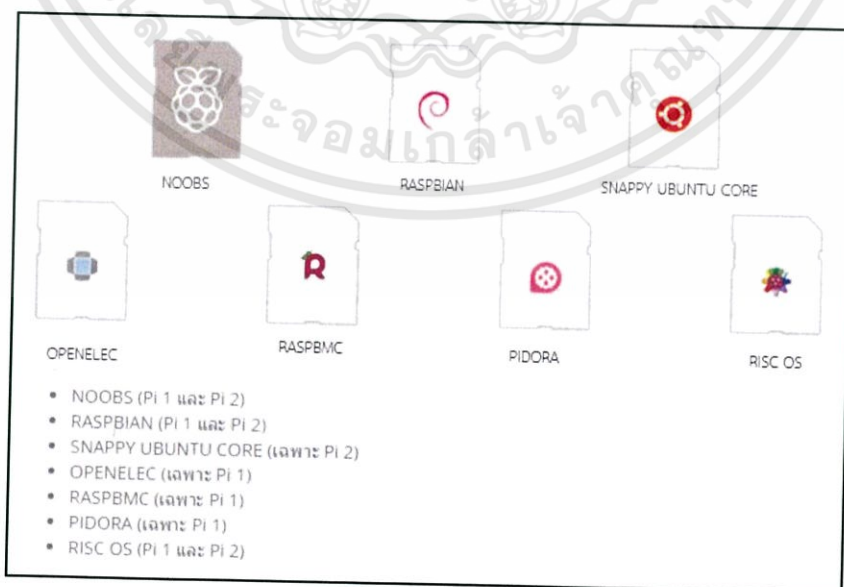 NOOBS
RASPBIAN
SNAPPY UBUNTU CORE
OPENELEC
RASPBMC
PIDORA
RISC OS
• NOOBS (Pi 1 และ Pi 2)
• RASPBIAN (Pi 1 และ Pi 2)
• SNAPPY UBUNTU CORE (เฉพาะ Pi 2)
• OPENELEC (เฉพาะ Pi 1)
• RASPBMC (เฉพาะ Pi 1)
• PIDORA (เฉพาะ Pi 1)
• RISC OS (Pi 1 และ Pi 2)